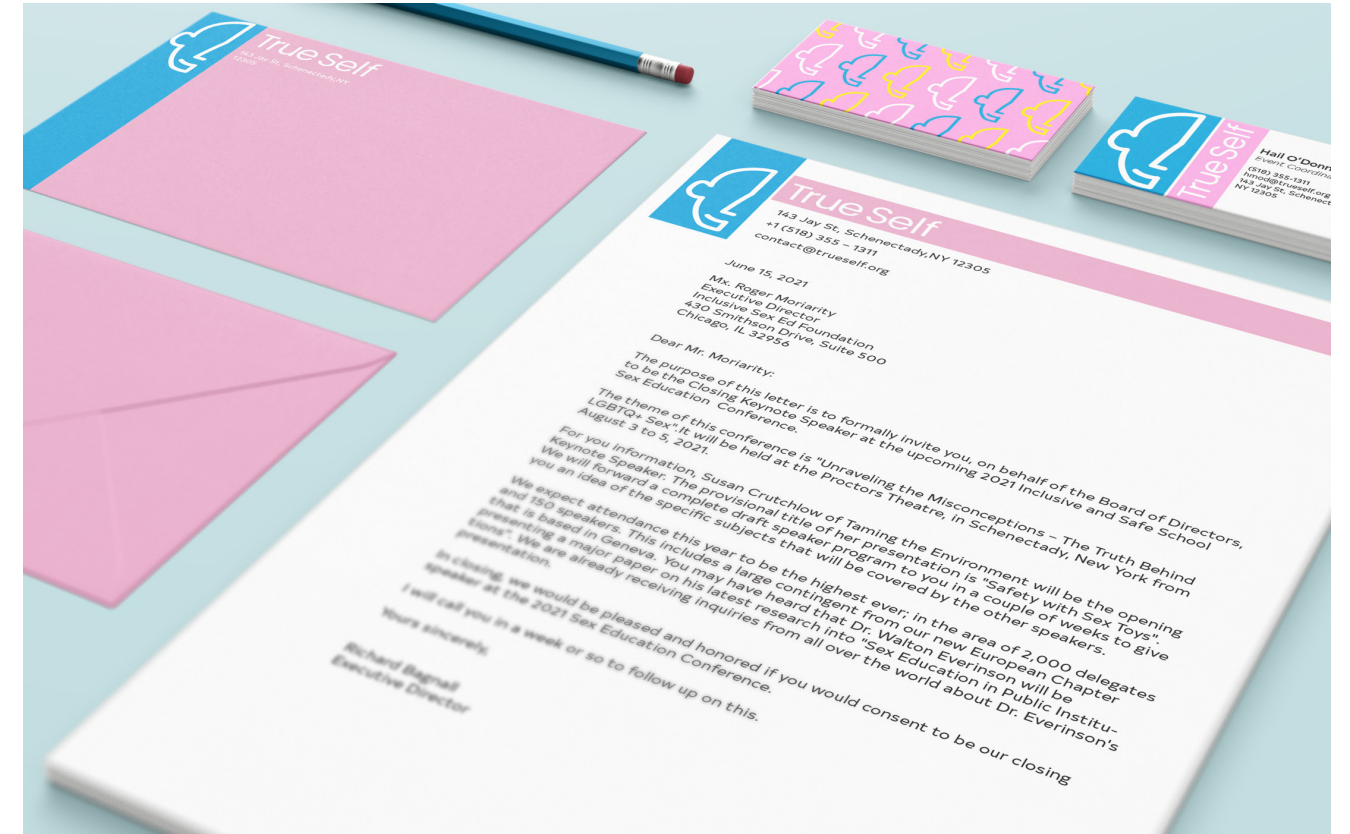 True Self
143 Jay St, Schenectady,NY
12305
True Self
Hall O'Donn
Event Coordina
(518) 355-1311
hmod@trueself.org
143 Jay St, Schenect
NY 12305
True Self
143 Jay St, Schenectady,NY 12305
+1 (518) 355 – 1311
contact@trueself.org
June 15, 2021
Mx. Roger Moriarity
Executive Director
Inclusive Sex Ed Foundation
430 Smithson Drive, Suite 500
Chicago, IL 32956
Dear Mr. Moriarity:
The purpose of this letter is to formally invite you, on behalf of the Board of Directors,
to be the Closing Keynote Speaker at the upcoming 2021 Inclusive and Safe School
Sex Education Conference.
The theme of this conference is "Unraveling the Misconceptions – The Truth Behind
LGBTQ+ Sex".It will be held at the Proctors Theatre, in Schenectady, New York from
August 3 to 5, 2021.
For you information, Susan Crutchlow of Taming the Environment will be the opening
Keynote Speaker. The provisional title of her presentation is "Safety with Sex Toys".
We will forward a complete draft speaker program to you in a couple of weeks to give
you an idea of the specific subjects that will be covered by the other speakers.
We expect attendance this year to be the highest ever; in the area of 2,000 delegates
and 150 speakers. This includes a large contingent from our new European Chapter
that is based in Geneva. You may have heard that Dr. Walton Everinson will be
presenting a major paper on his latest research into "Sex Education in Public Institu-
tions". We are already receiving inquiries from all over the world about Dr. Everinson's
presentation.
In closing, we would be pleased and honored if you would consent to be our closing
speaker at the 2021 Sex Education Conference.
I will call you in a week or so to follow up on this.
Yours sincerely,
Richard Bagnall
Executive Director